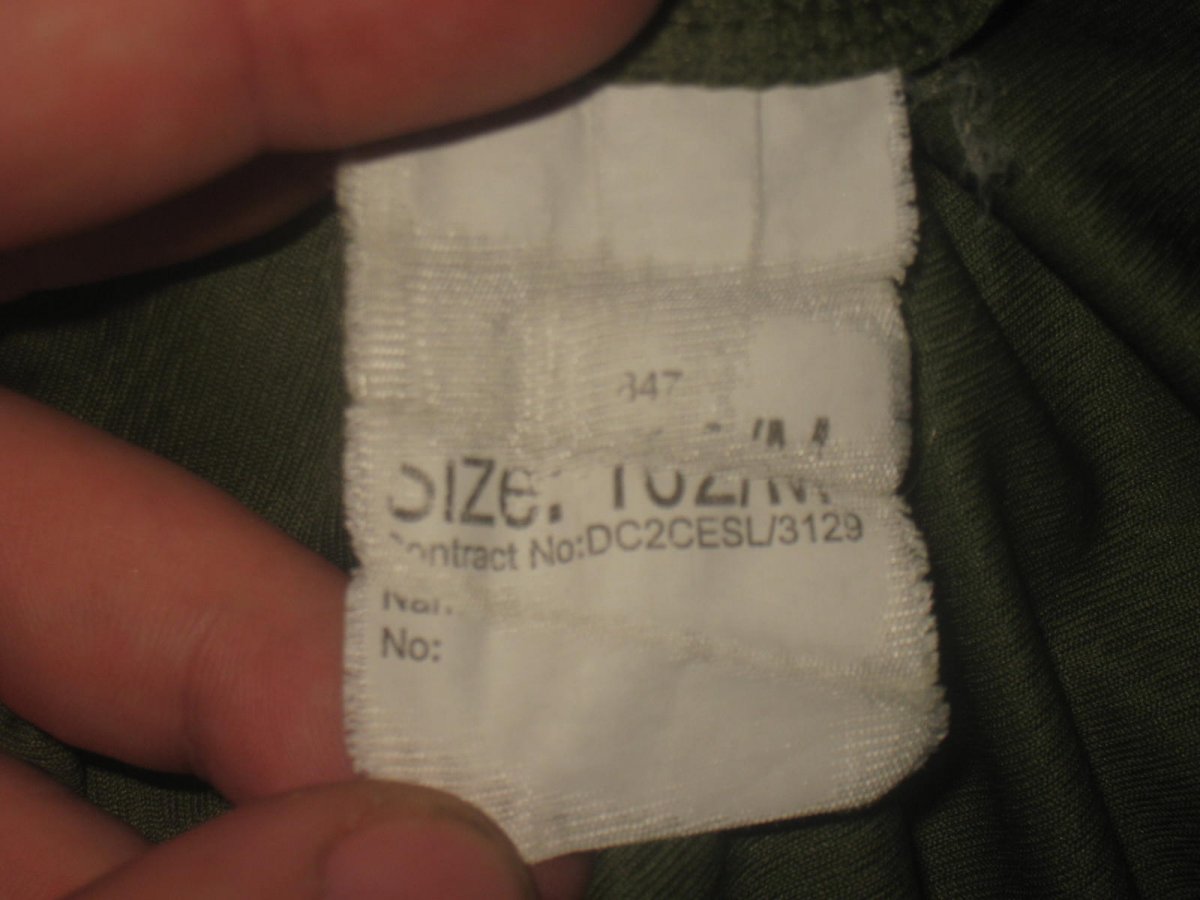 847
Size: 102/M
Contract No:DC2CESL/3129
No: